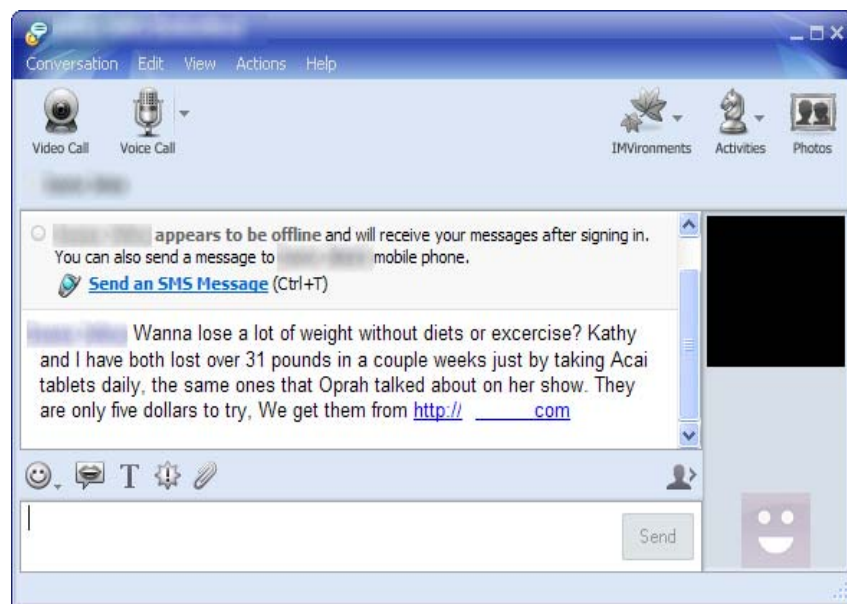 Conversation Edit View Actions Help
Video Call Voice Call IMVironments Activities Photos
appears to be offline and will receive your messages after signing in.
You can also send a message to mobile phone.
Send an SMS Message (Ctrl+T)
Wanna lose a lot of weight without diets or excercise? Kathy
and I have both lost over 31 pounds in a couple weeks just by taking Acai
tablets daily, the same ones that Oprah talked about on her show. They
are only five dollars to try, We get them from http:// com
T
Send